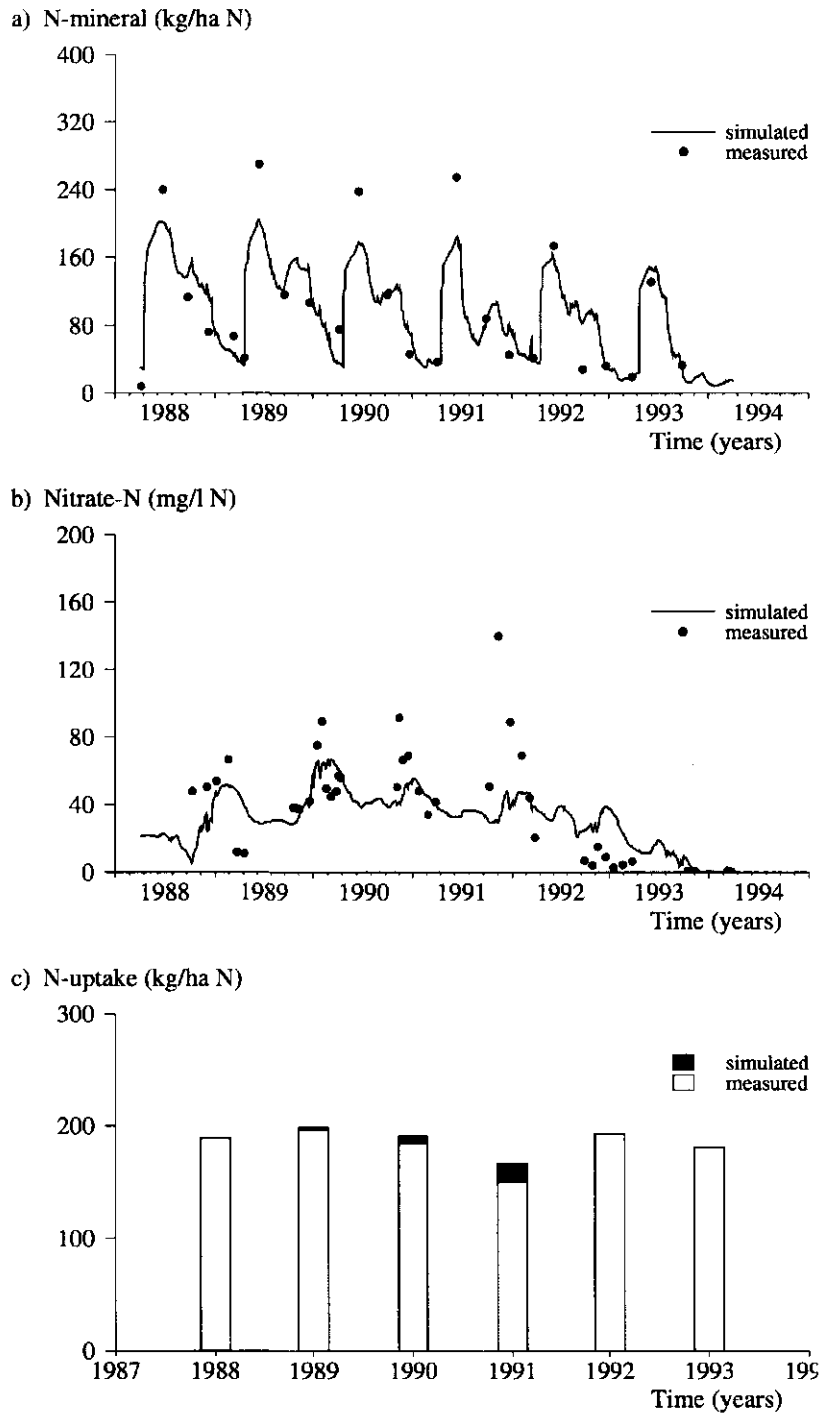 a) N-mineral (kg/ha N)
400
320
240
160
80
0
simulated
measured
1988 1989 1990 1991 1992 1993 1994
Time (years)
b) Nitrate-N (mg/l N)
200
160
120
80
40
0
simulated
measured
1988 1989 1990 1991 1992 1993 1994
Time (years)
c) N-uptake (kg/ha N)
300
200
100
0
simulated
measured
1987 1988 1989 1990 1991 1992 1993 199
Time (years)